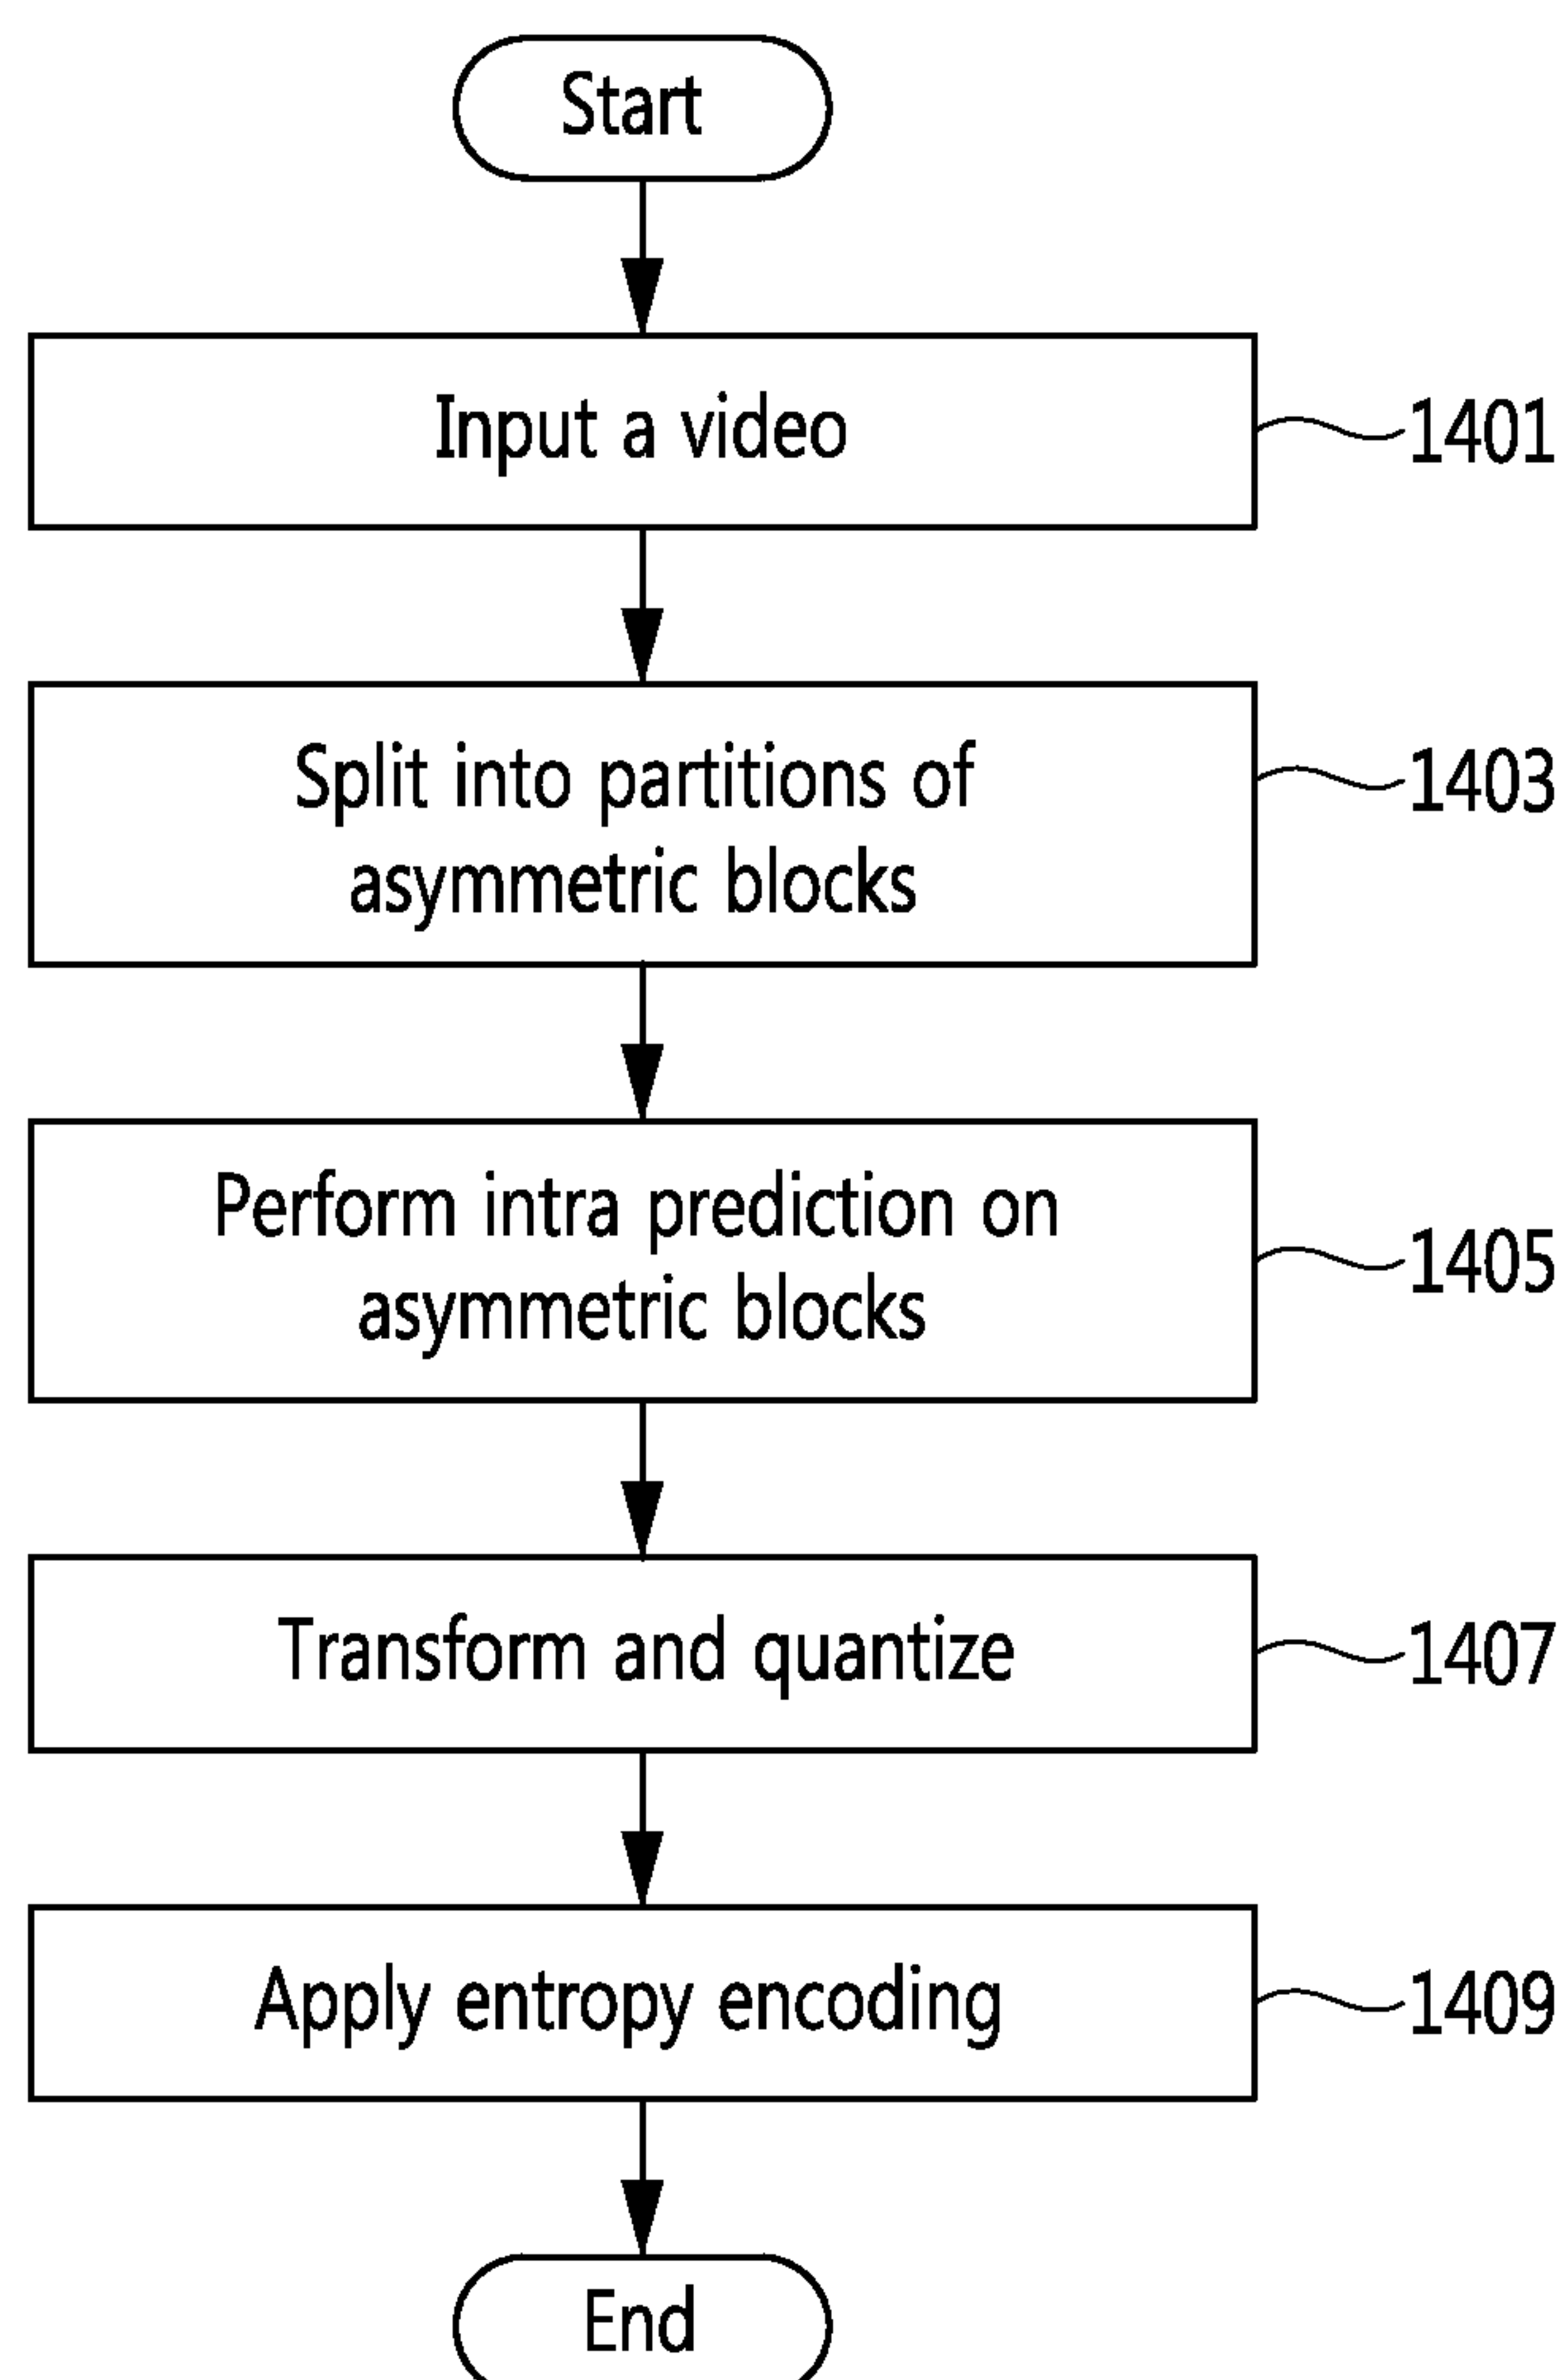 Start
Input a video
1401
Split into partitions of
asymmetric blocks
1403
Perform intra prediction on
asymmetric blocks
1405
Transform and quantize
1407
Apply entropy encoding
1409
End